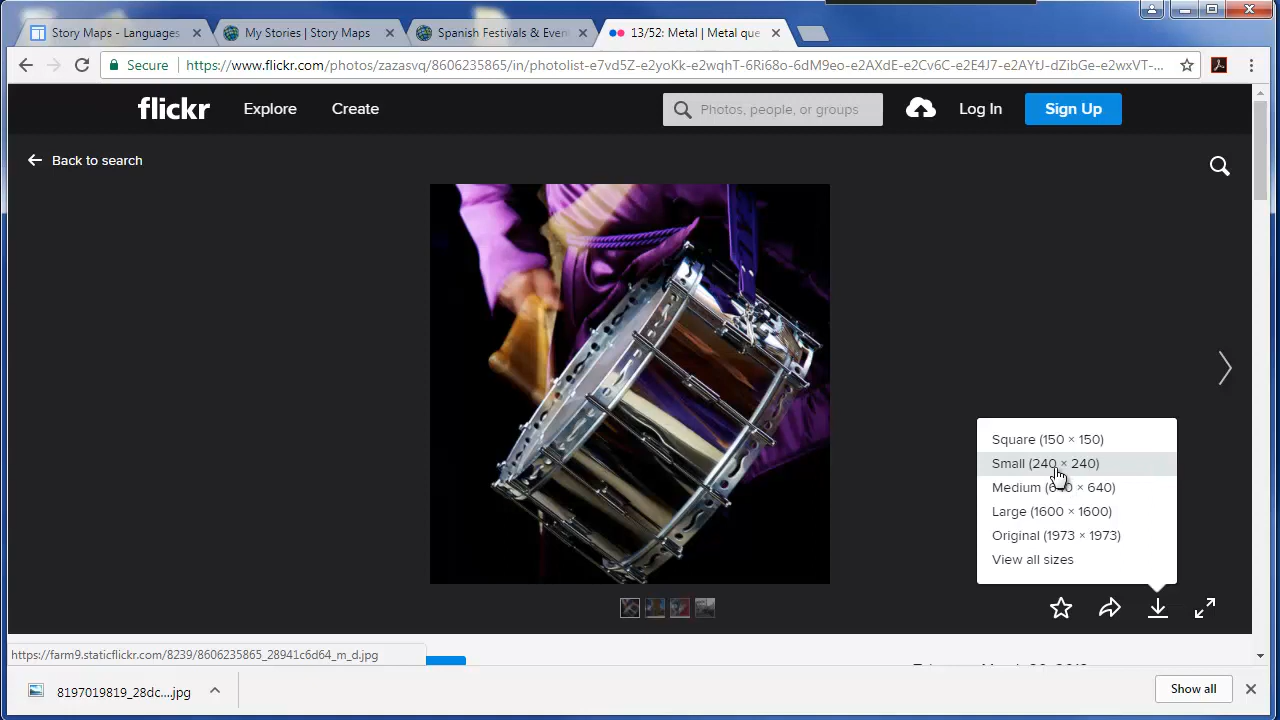 Story Maps - Languages
My Stories | Story Maps
Spanish Festivals & Even
13/52: Metal | Metal que
Secure
https://www.flickr.com/photos/zazasvq/8606235865/in/photolist-e7vd5Z-e2yoKk-e2wqhT-6Ri68o-6dM9eo-e2AXdE-e2Cv6C-e2E4J7-e2AYtJ-dZibGe-e2wxVT-...
flickr
Explore
Create
Photos, people, or groups
Log In
Sign Up
Back to search
Square (150 × 150)
Small (240 × 240)
Medium (640 × 640)
Large (1600 × 1600)
Original (1973 × 1973)
View all sizes
https://farm9.staticflickr.com/8239/8606235865_28941c6d64_m_d.jpg
8197019819_28dc....jpg
Show all